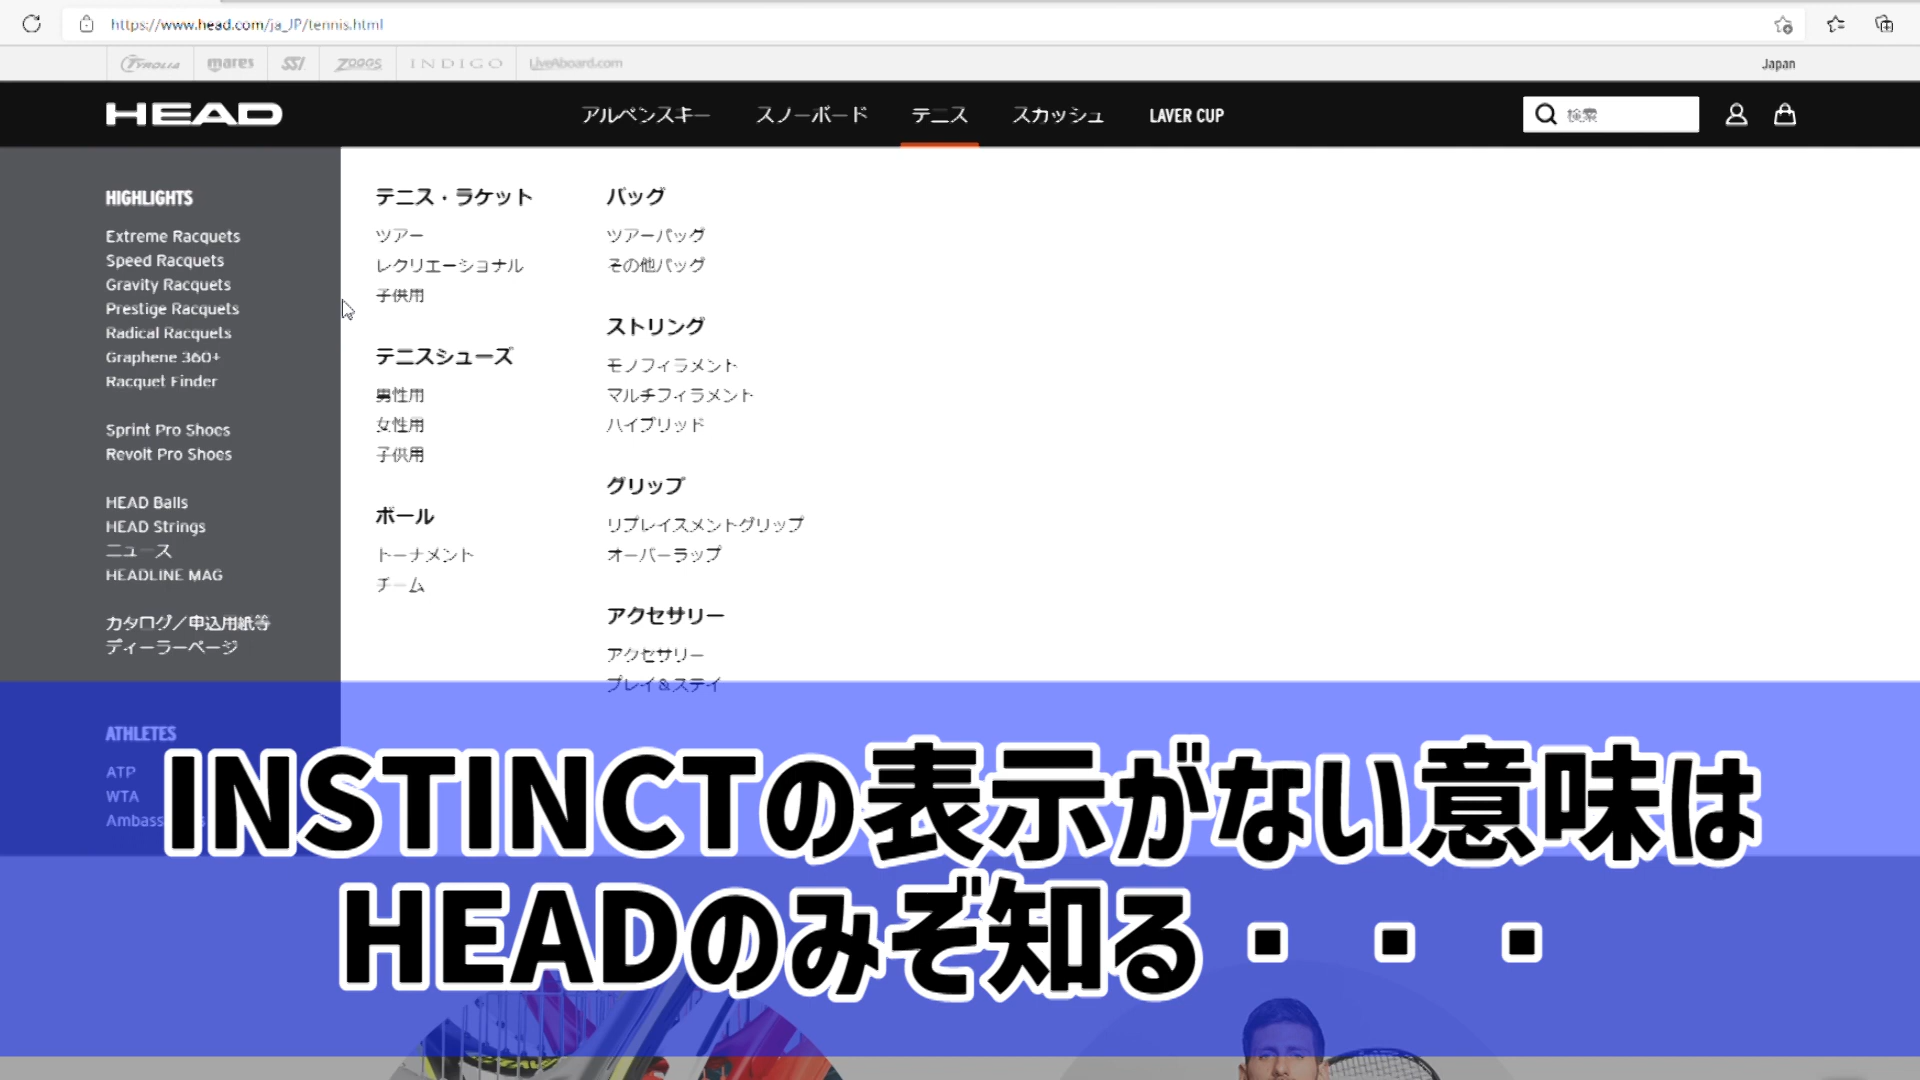 https://www.head.com/ja_JP/tennis.html
TYROLIA mares SSI ZOGGS INDIGO LiveAboard.com Japan
HEAD アルペンスキー スノーボード テニス スカッシュ LAVER CUP 検索
HIGHLIGHTS
Extreme Racquets
Speed Racquets
Gravity Racquets
Prestige Racquets
Radical Racquets
Graphene 360+
Racquet Finder
Sprint Pro Shoes
Revolt Pro Shoes
HEAD Balls
HEAD Strings
ニュース
HEADLINE MAG
カタログ／申込用紙等
ディーラーページ
ATHLETES
ATP
WTA
テニス・ラケット
ツアー
レクリエーショナル
子供用
テニスシューズ
男性用
女性用
子供用
ボール
トーナメント
チーム
バッグ
ツアーバッグ
その他バッグ
ストリング
モノフィラメント
マルチフィラメント
ハイブリッド
グリップ
リプレイスメントグリップ
オーバーラップ
アクセサリー
アクセサリー
プレイ&ステイ
INSTINCTの表示がない意味は
HEADのみぞ知る・・・